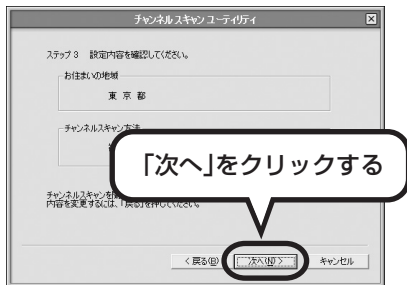 チャンネル スキャン ユーティリティ
ステップ 3 設定内容を確認してください。
お住まいの地域
東 京 都
チャンネルスキャン方法
「次へ」をクリックする
チャンネルスキャンを
内容を変更するには、「戻る」を押してください。
< 戻る(B) 次へ(N) > キャンセル